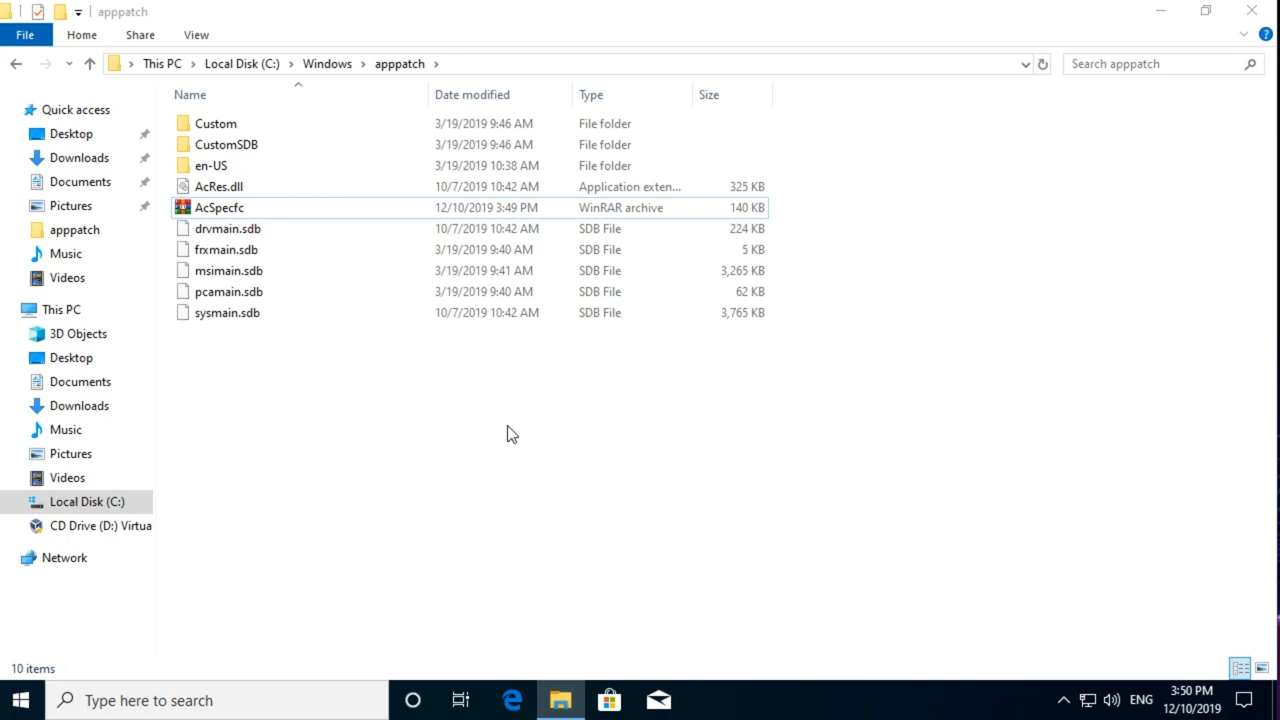 apppatch
File Home Share View
This PC Local Disk (C:) Windows apppatch Search apppatch
Name Date modified Type Size
Quick access
Desktop
Downloads
Documents
Pictures
apppatch
Music
Videos
This PC
3D Objects
Desktop
Documents
Downloads
Music
Pictures
Videos
Local Disk (C:)
CD Drive (D:) Virtua
Network
Custom 3/19/2019 9:46 AM File folder
CustomSDB 3/19/2019 9:46 AM File folder
en-US 3/19/2019 10:38 AM File folder
AcRes.dll 10/7/2019 10:42 AM Application exten... 325 KB
AcSpecfc 12/10/2019 3:49 PM WinRAR archive 140 KB
drvmain.sdb 10/7/2019 10:42 AM SDB File 224 KB
frxmain.sdb 3/19/2019 9:40 AM SDB File 5 KB
msimain.sdb 3/19/2019 9:41 AM SDB File 3,265 KB
pcamain.sdb 3/19/2019 9:40 AM SDB File 62 KB
sysmain.sdb 10/7/2019 10:42 AM SDB File 3,765 KB
10 items
Type here to search
ENG
3:50 PM
12/10/2019